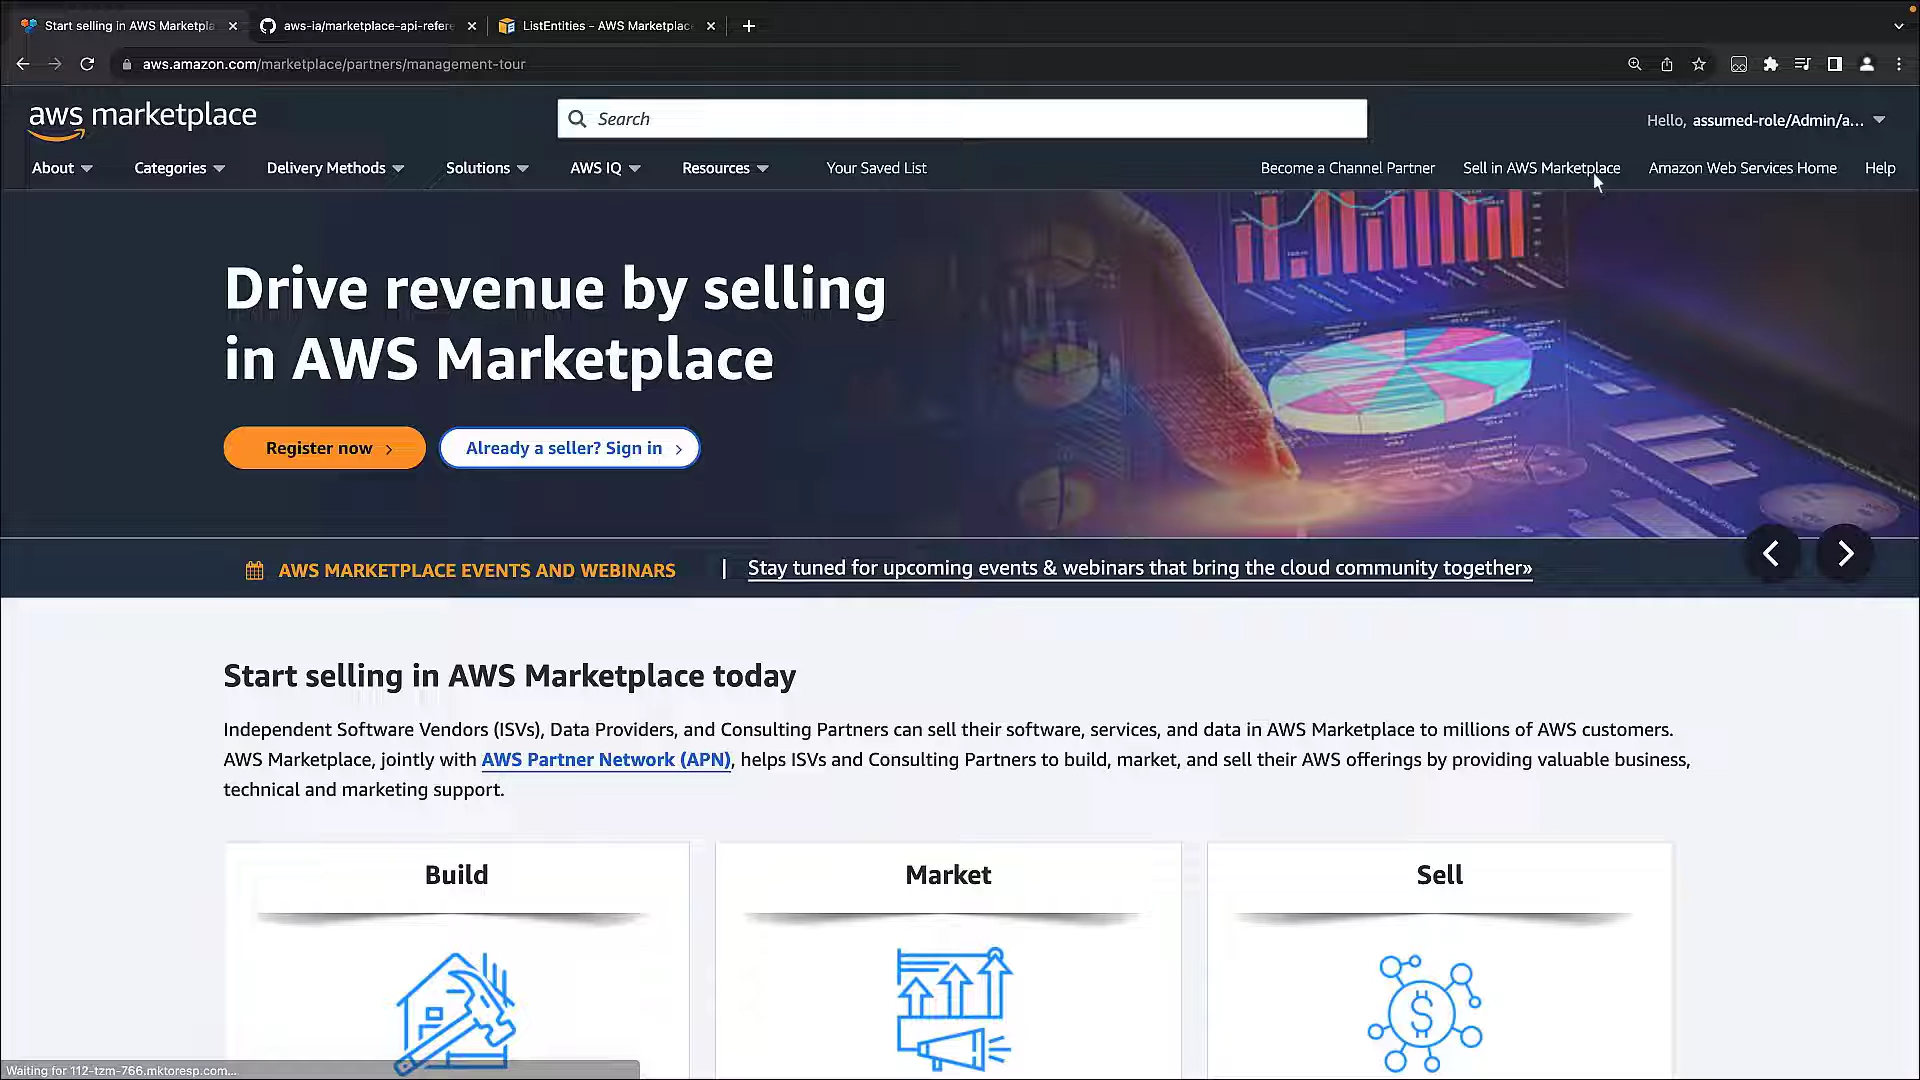 Start selling in AWS Marketpla
aws-ia/marketplace-api-refere
ListEntities - AWS Marketplace
aws.amazon.com/marketplace/partners/management-tour
aws marketplace
Search
Hello, assumed-role/Admin/a...
About
Categories
Delivery Methods
Solutions
AWS IQ
Resources
Your Saved List
Become a Channel Partner
Sell in AWS Marketplace
Amazon Web Services Home
Help
Drive revenue by selling
in AWS Marketplace
Register now
Already a seller? Sign in
AWS MARKETPLACE EVENTS AND WEBINARS
Stay tuned for upcoming events & webinars that bring the cloud community together»
Start selling in AWS Marketplace today
Independent Software Vendors (ISVs), Data Providers, and Consulting Partners can sell their software, services, and data in AWS Marketplace to millions of AWS customers.
AWS Marketplace, jointly with AWS Partner Network (APN), helps ISVs and Consulting Partners to build, market, and sell their AWS offerings by providing valuable business,
technical and marketing support.
Build
Market
Sell
Waiting for 112-tzm-766.mktoresp.com...